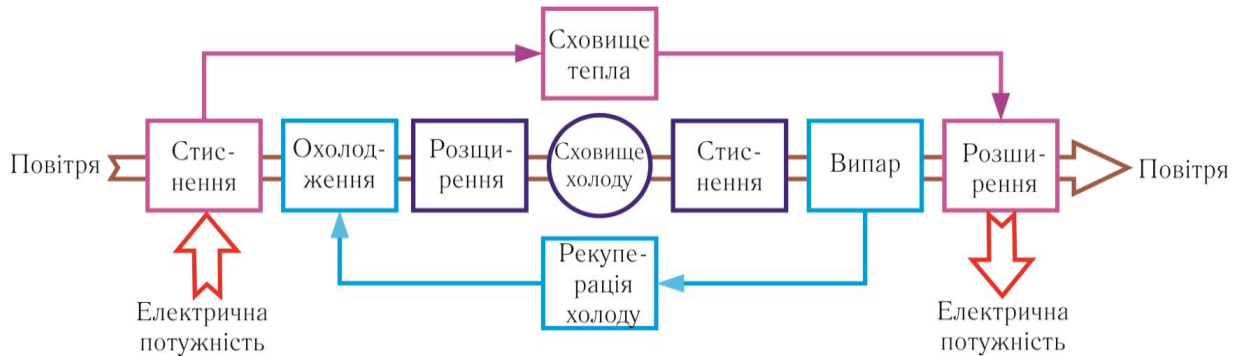 Сховище
тепла
Повітря
Стис-
нення
Охолод-
ження
Розщи-
рення
Сховище
холоду
Стис-
нення
Випар
Розши-
рення
Повітря
Рекупе-
рація
холоду
Електрична
потужність
Електрична
потужність